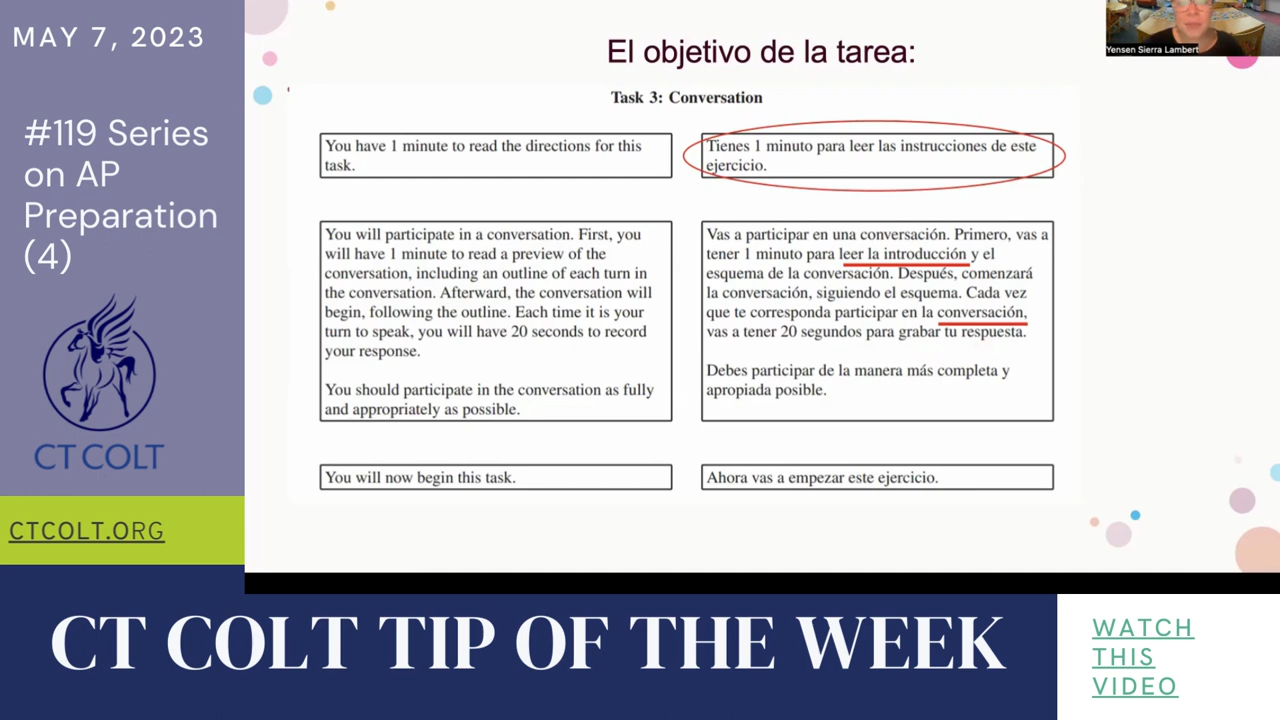 MAY 7, 2023
#119 Series
on AP
Preparation
(4)
CT COLT
CTCOLT.ORG
El objetivo de la tarea:
Yensen Sierra Lambert
Task 3: Conversation
You have 1 minute to read the directions for this
task.
Tienes 1 minuto para leer las instrucciones de este
ejercicio.
You will participate in a conversation. First, you
will have 1 minute to read a preview of the
conversation, including an outline of each turn in
the conversation. Afterward, the conversation will
begin, following the outline. Each time it is your
turn to speak, you will have 20 seconds to record
your response.
You should participate in the conversation as fully
and appropriately as possible.
Vas a participar en una conversación. Primero, vas a
tener 1 minuto para leer la introducción y el
esquema de la conversación. Después, comenzará
la conversación, siguiendo el esquema. Cada vez
que te corresponda participar en la conversación,
vas a tener 20 segundos para grabar tu respuesta.
Debes participar de la manera más completa y
apropiada posible.
You will now begin this task.
Ahora vas a empezar este ejercicio.
CT COLT TIP OF THE WEEK
WATCH
THIS
VIDEO